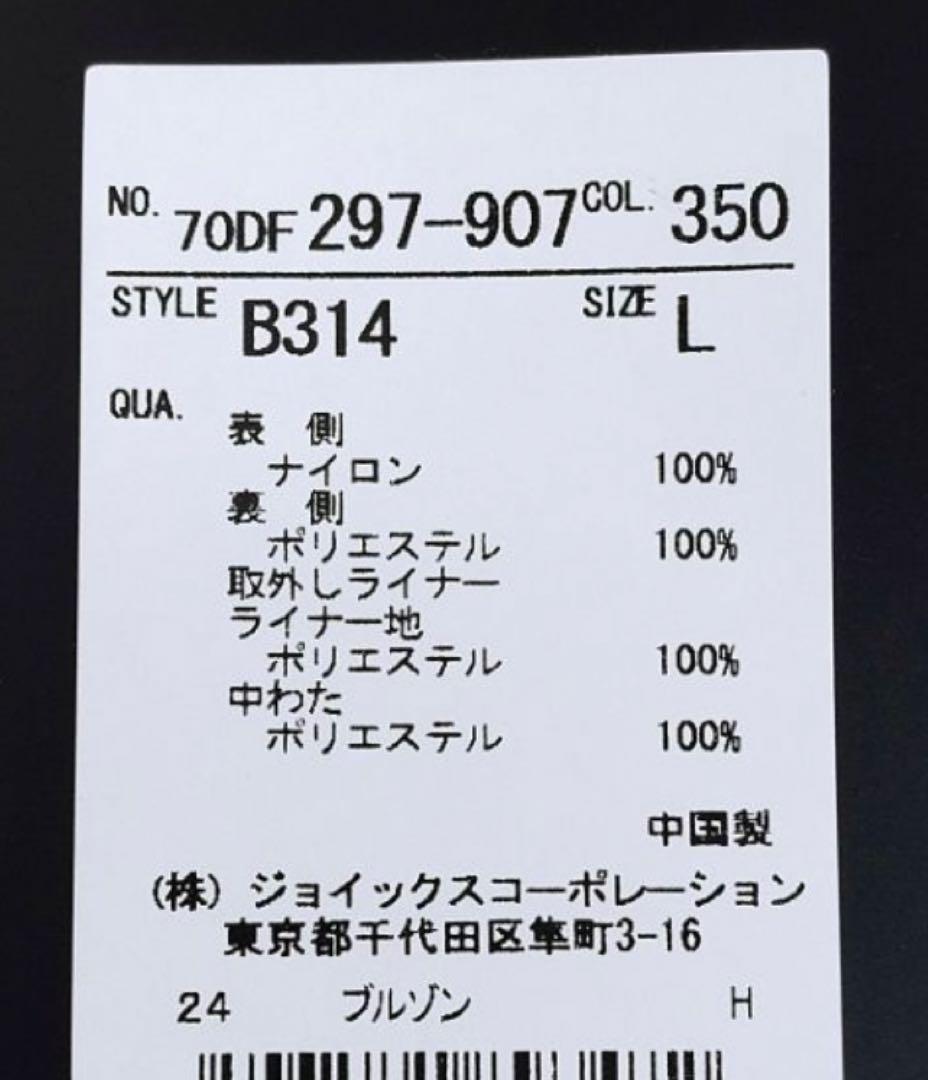 NO. 70DF 297-907 COL. 350
STYLE B314 SIZE L
QUA.
表 側
ナイロン 100%
裏 側
ポリエステル 100%
取外しライナー
ライナー地
ポリエステル 100%
中わた
ポリエステル 100%
中国製
(株) ジョイックスコーポレーション
東京都千代田区隼町3-16
24 ブルゾン H